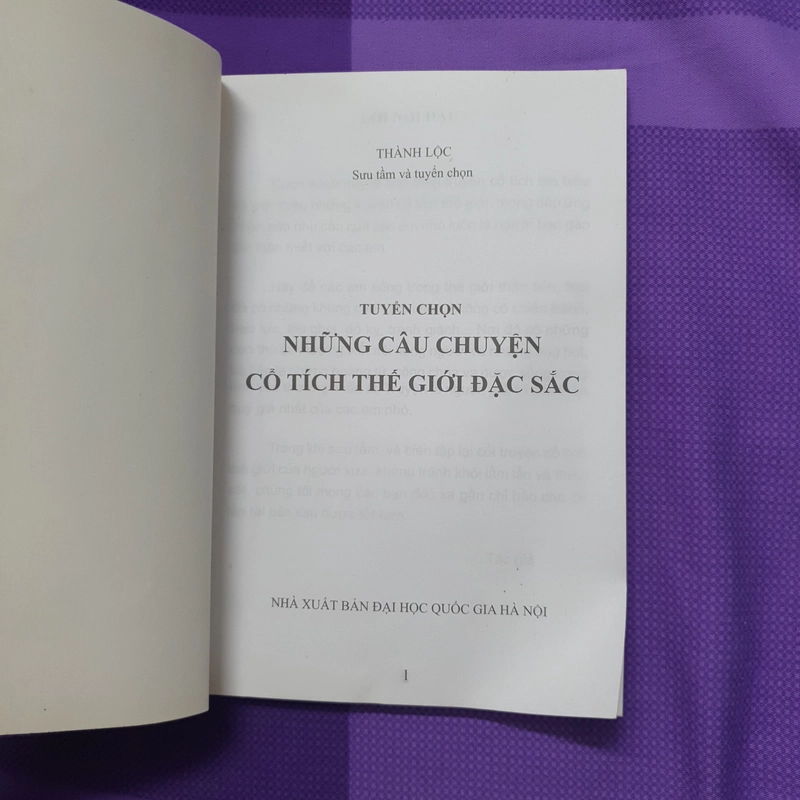 THÀNH LỘC
Sưu tầm và tuyển chọn
TUYỂN CHỌN
NHỮNG CÂU CHUYỆN
CỔ TÍCH THẾ GIỚI ĐẶC SẮC
NHÀ XUẤT BẢN ĐẠI HỌC QUỐC GIA HÀ NỘI
1